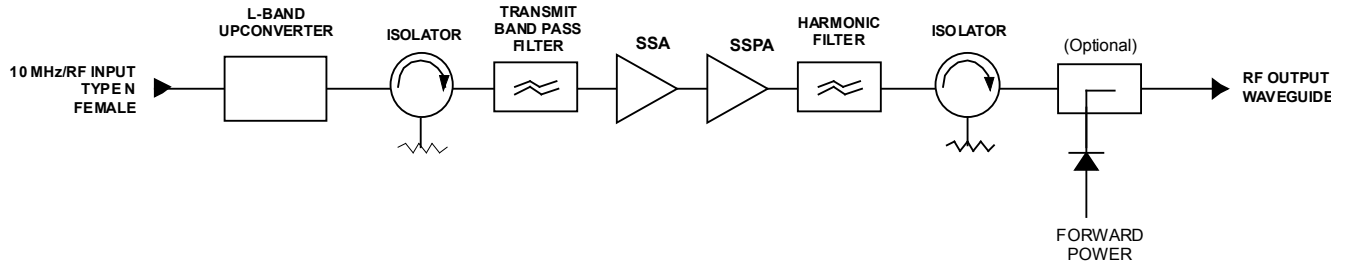 L-BAND
UPCONVERTER
ISOLATOR
TRANSMIT
BAND PASS
FILTER
SSA
SSPA
HARMONIC
FILTER
ISOLATOR
(Optional)
10 MHz/RF INPUT
TYPE N
FEMALE
RF OUTPUT
WAVEGUIDE
FORWARD
POWER